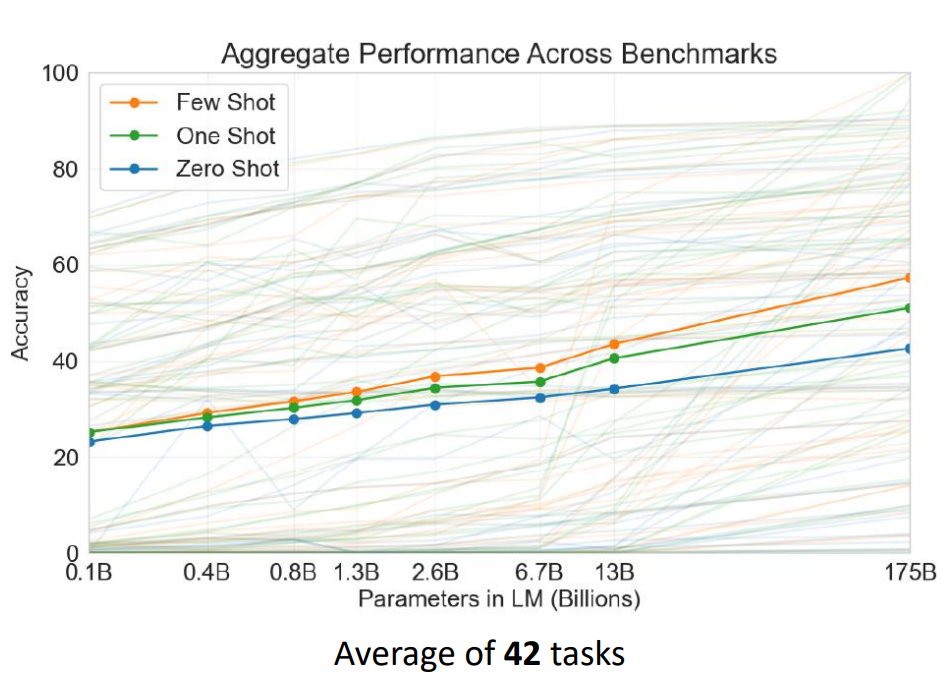 Aggregate Performance Across Benchmarks
100
80
60
40
20
0
Accuracy
Few Shot
One Shot
Zero Shot
0.1B 0.4B 0.8B 1.3B 2.6B 6.7B 13B 175B
Parameters in LM (Billions)
Average of 42 tasks